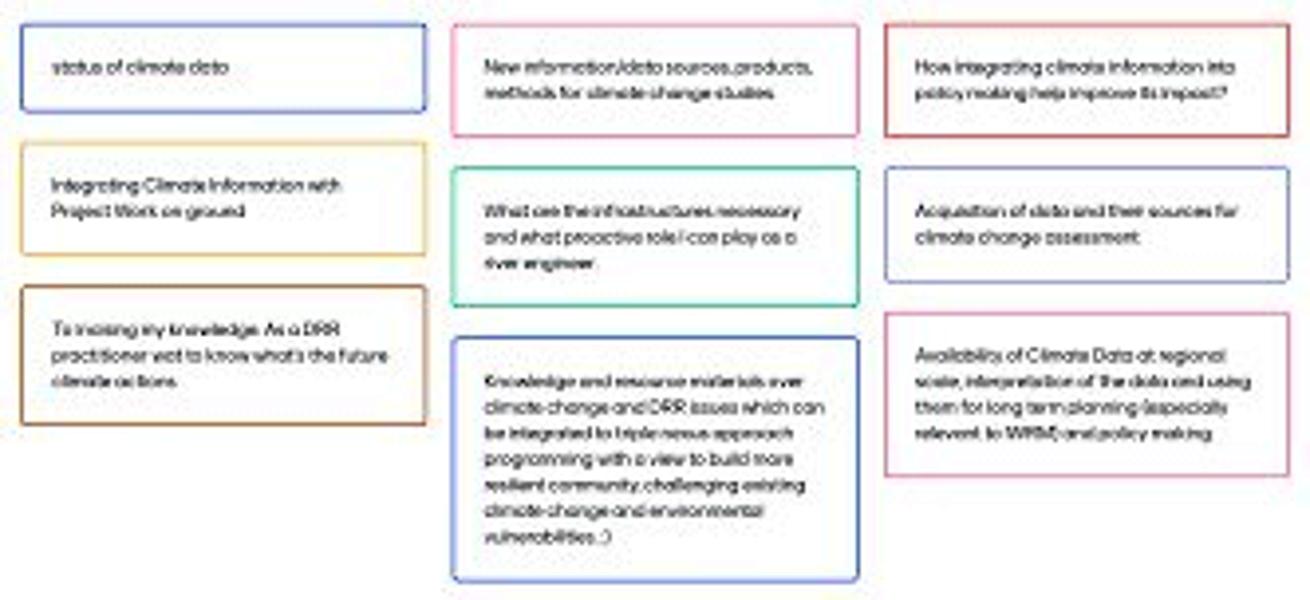 status of climate data
Integrating Climate Information with
Project Work on ground
To raising my knowledge. As a DRR
practitioner wat to know what's the future
climate actions
New information/data sources, products,
methods for climate change studies
What are the infrastructures necessary
and what proactive role I can play as a
river engineer.
Knowledge and resource materials over
climate change and DRR issues which can
be integrated to triple nexus approach
programming with a view to build more
resilient community, challenging existing
climate change and environmental
vulnerabilities. :)
How integrating climate information into
policy making help improve its impact?
Acquisition of data and their sources for
climate change assessment
Availability of Climate Data at regional
scale, interpretation of the data and using
them for long term planning (especially
relevant to IWRM) and policy making